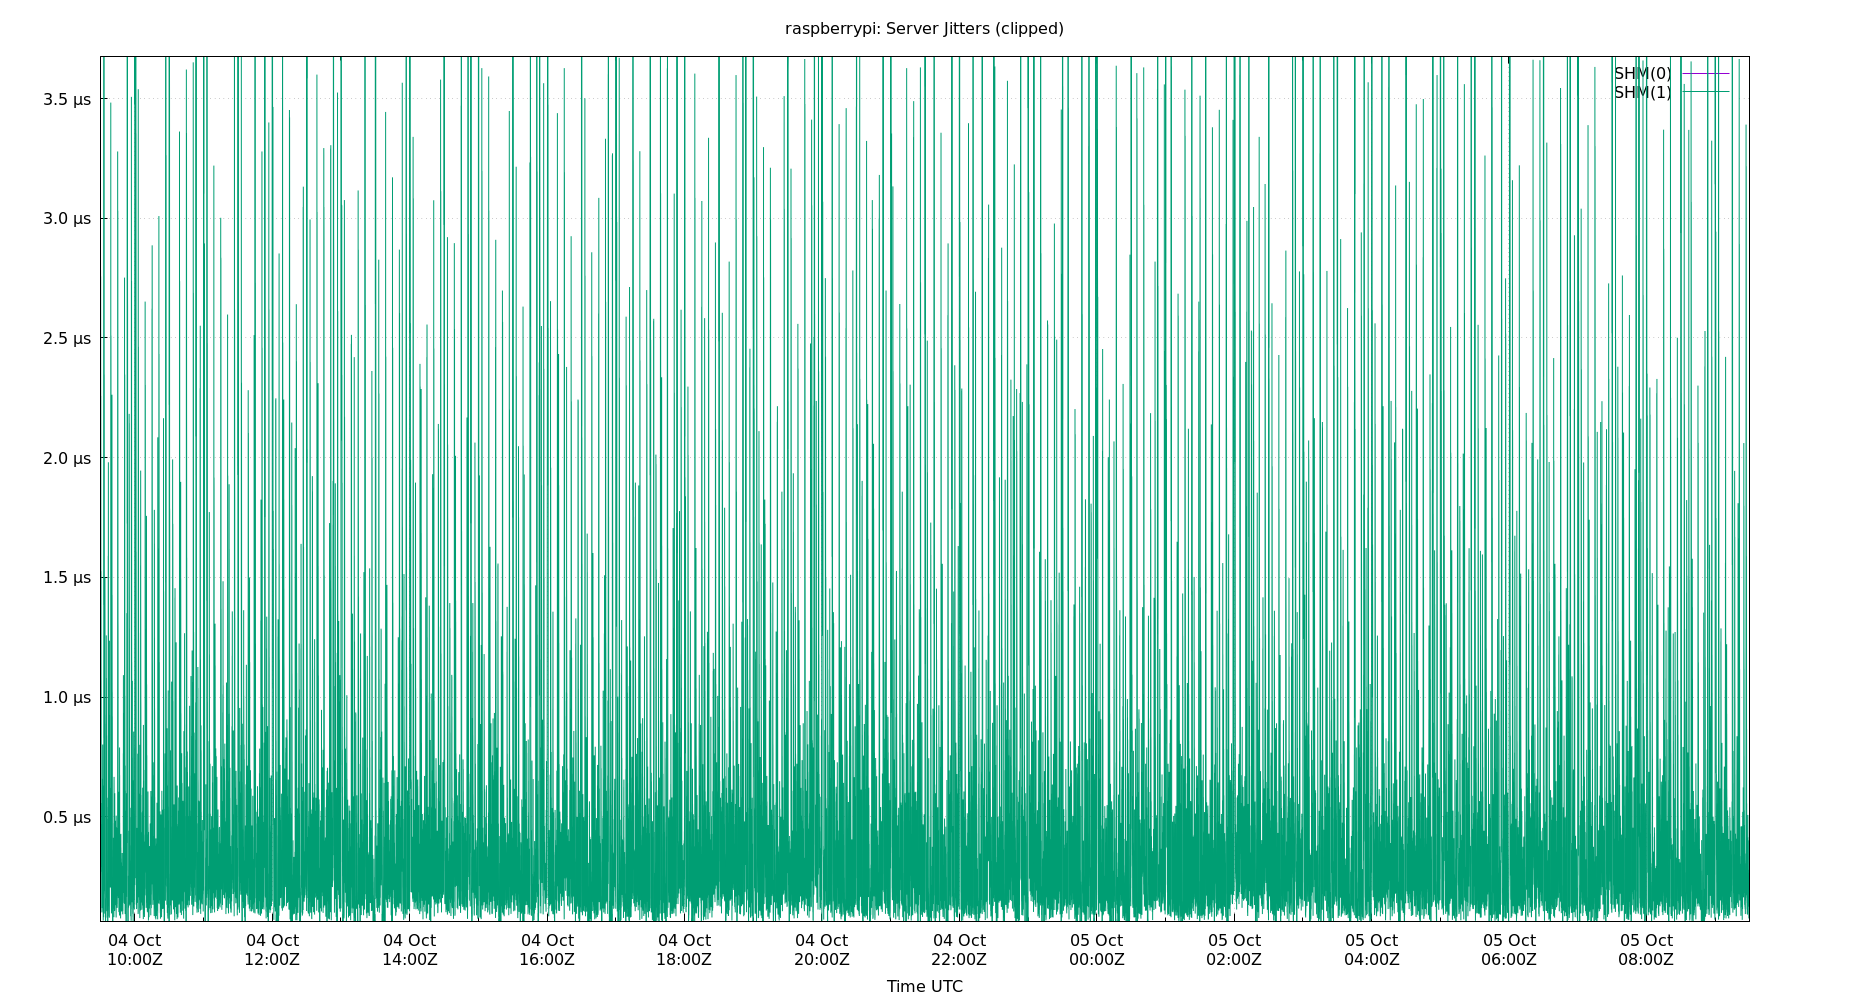 raspberrypi: Server Jitters (clipped)
SHM(0)
SHM(1)
3.5 µs
3.0 µs
2.5 µs
2.0 µs
1.5 µs
1.0 µs
0.5 µs
04 Oct 04 Oct 04 Oct 04 Oct 04 Oct 04 Oct 04 Oct 05 Oct 05 Oct 05 Oct 05 Oct 05 Oct
10:00Z 12:00Z 14:00Z 16:00Z 18:00Z 20:00Z 22:00Z 00:00Z 02:00Z 04:00Z 06:00Z 08:00Z
Time UTC